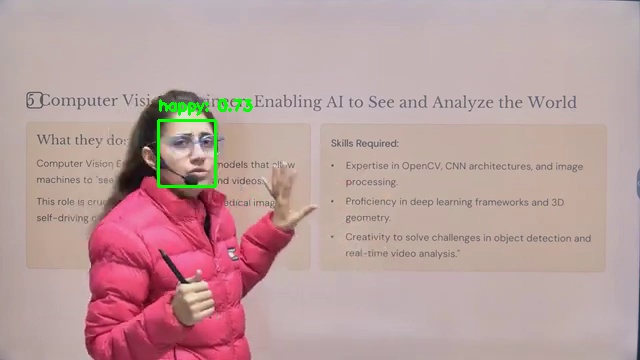 happy: 0.73
5 Computer Vis Enabling AI to See and Analyze the World
What they do:
Computer Vision models that allow
machines to "see and videos.
This role is
self-driving
Skills Required:
• Expertise in OpenCV, CNN architectures, and image
processing.
• Proficiency in deep learning frameworks and 3D
geometry.
• Creativity to solve challenges in object detection and
real-time video analysis."